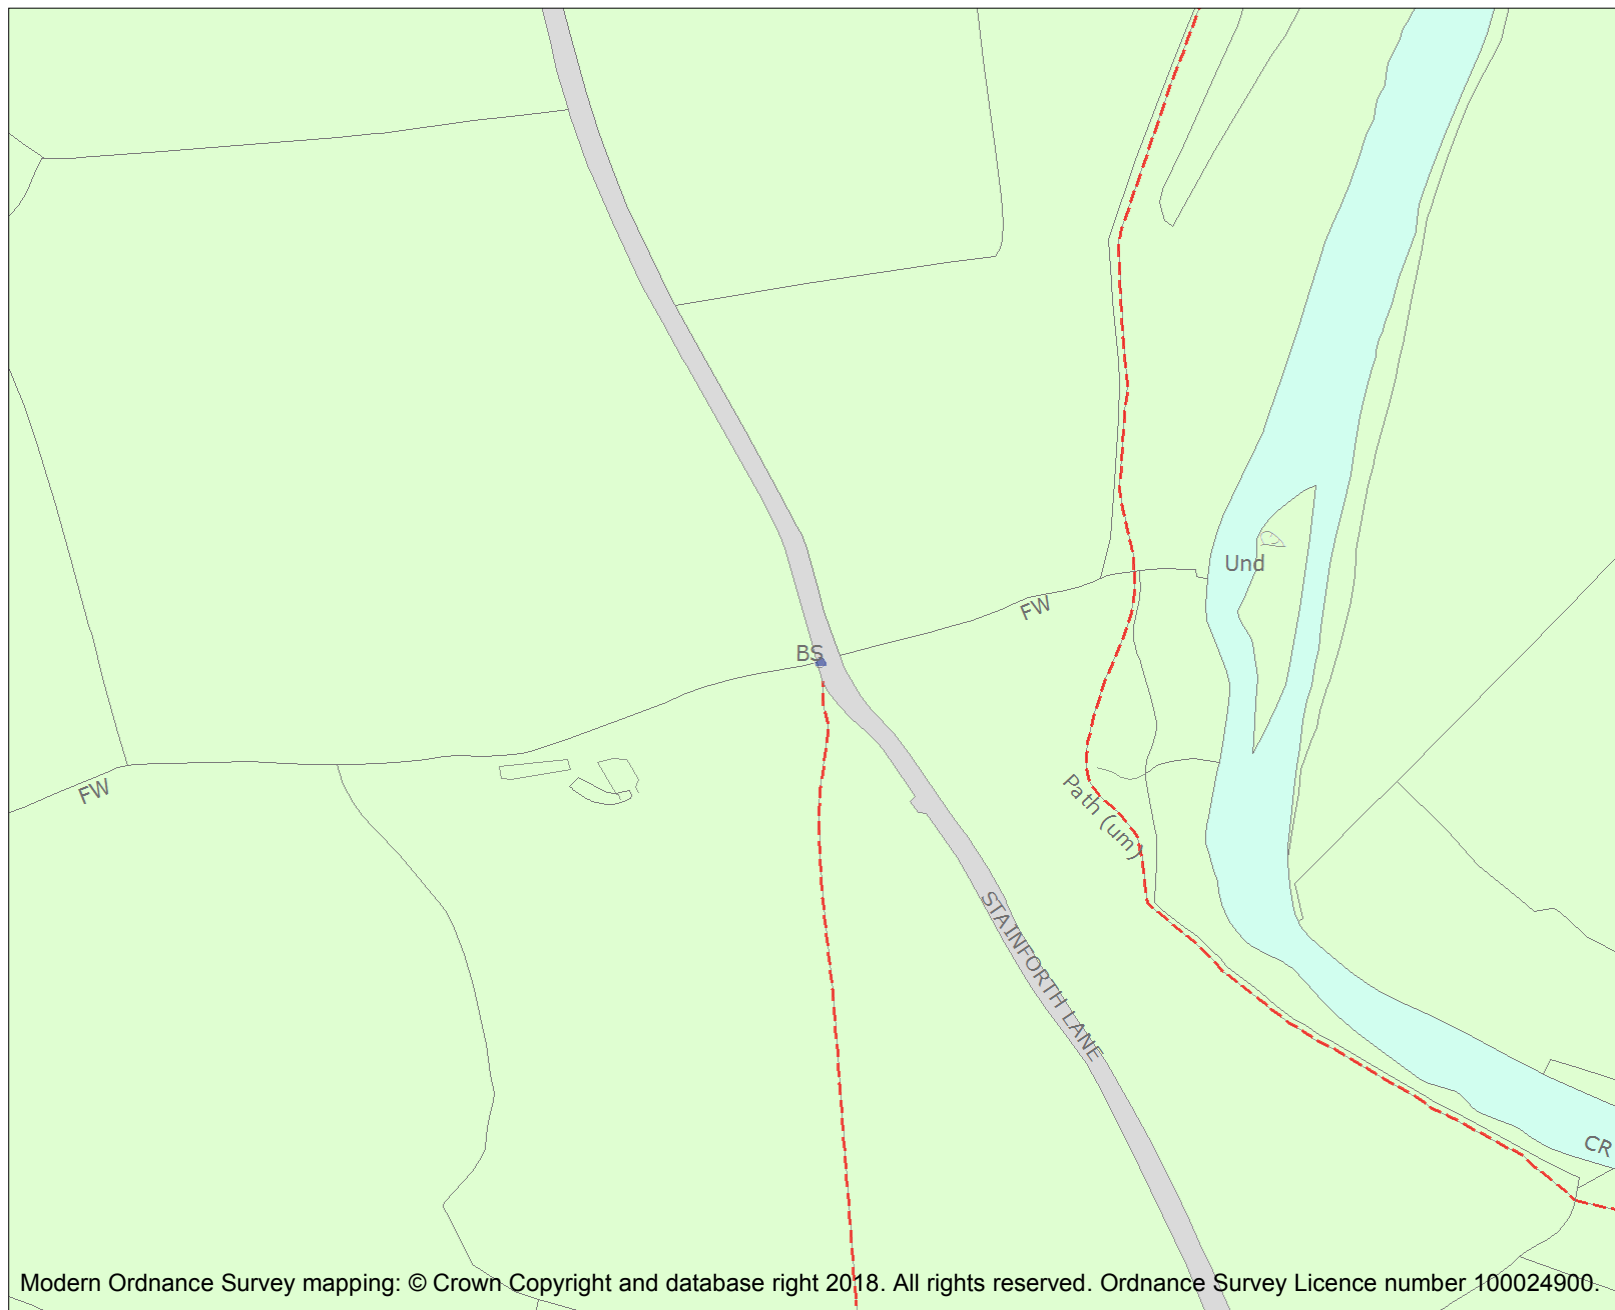 Und
FW
BS
FW
Path (um)
STAINFORTH LANE
CR
Modern Ordnance Survey mapping: © Crown Copyright and database right 2018. All rights reserved. Ordnance Survey Licence number 100024900.